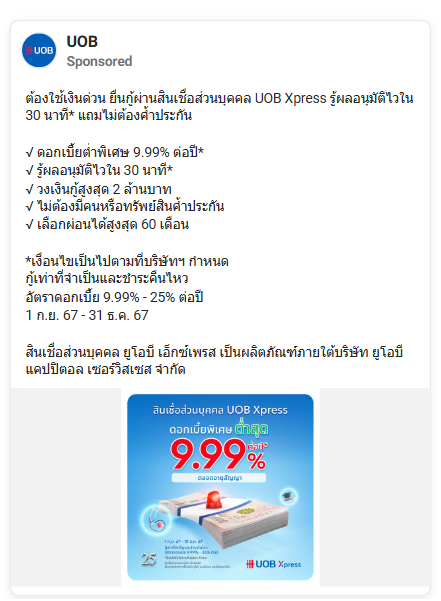 UOB
UOB
Sponsored
ต้องใช้เงินด่วน ยื่นกู้ผ่านสินเชื่อส่วนบุคคล UOB Xpress รู้ผลอนุมัติไวใน
30 นาที* แถมไม่ต้องค้ำประกัน
√ ดอกเบี้ยต่ำพิเศษ 9.99% ต่อปี*
√ รู้ผลอนุมัติไวใน 30 นาที*
√ วงเงินกู้สูงสุด 2 ล้านบาท
√ ไม่ต้องมีคนหรือทรัพย์สินค้ำประกัน
√ เลือกผ่อนได้สูงสุด 60 เดือน
*เงื่อนไขเป็นไปตามที่บริษัทฯ กำหนด
กู้เท่าที่จำเป็นและชำระคืนไหว
อัตราดอกเบี้ย 9.99% - 25% ต่อปี
1 ก.ย. 67 - 31 ธ.ค. 67
สินเชื่อส่วนบุคคล ยูโอบี เอ็กซ์เพรส เป็นผลิตภัณฑ์ภายใต้บริษัท ยูโอบี
แคปปิตอล เซอร์วิสเซส จำกัด
สินเชื่อส่วนบุคคล UOB Xpress
ดอกเบี้ยพิเศษ ต่ำสุด
9.99% ต่อปี*
ตลอดอายุสัญญา
1 ก.ย. 67 - 31 ธ.ค. 67
25
UOB Xpress